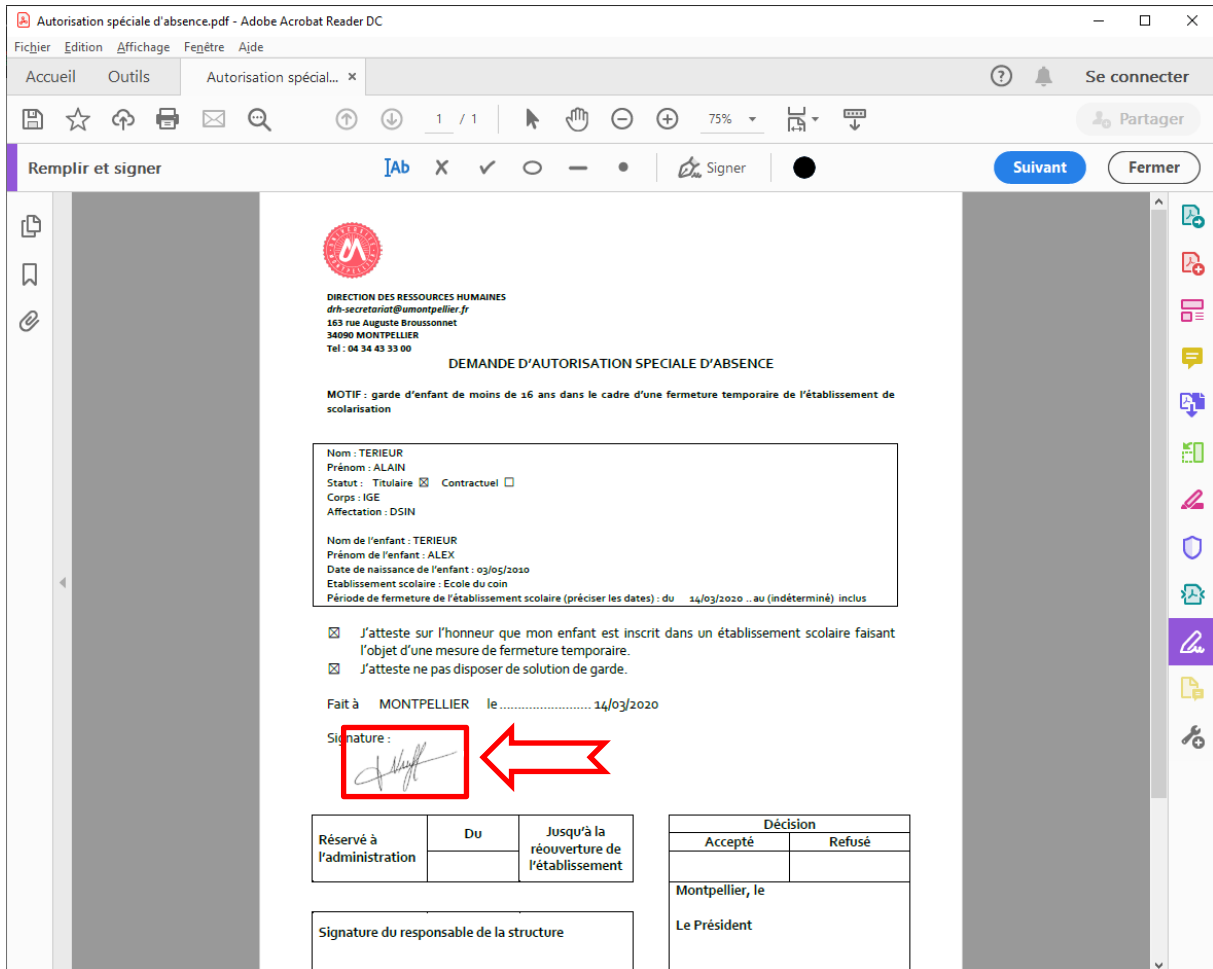 Autorisation spéciale d'absence.pdf - Adobe Acrobat Reader DC
Fichier Edition Affichage Fenêtre Aide
Accueil Outils Autorisation spécial... × Se connecter
1 / 1 75% Partager
Remplir et signer Ab Signer Suivant Fermer
DIRECTION DES RESSOURCES HUMAINES
drh-secretariat@umontpellier.fr
163 rue Auguste Broussonnet
34090 MONTPELLIER
Tel : 04 34 43 33 00
DEMANDE D'AUTORISATION SPECIALE D'ABSENCE
MOTIF : garde d'enfant de moins de 16 ans dans le cadre d'une fermeture temporaire de l'établissement de
scolarisation
Nom : TERIEUR
Prénom : ALAIN
Statut : Titulaire ☒ Contractuel ☐
Corps : IGE
Affectation : DSIN
Nom de l'enfant : TERIEUR
Prénom de l'enfant : ALEX
Date de naissance de l'enfant : 03/05/2010
Etablissement scolaire : Ecole du coin
Période de fermeture de l'établissement scolaire (préciser les dates) : du 14/03/2020 .. au (indéterminé) inclus
☒ J'atteste sur l'honneur que mon enfant est inscrit dans un établissement scolaire faisant
l'objet d'une mesure de fermeture temporaire.
☒ J'atteste ne pas disposer de solution de garde.
Fait à MONTPELLIER le ......................... 14/03/2020
Signature :
Réservé à
l'administration
Du
Jusqu'à la
réouverture de
l'établissement
Décision
Accepté Refusé
Montpellier, le
Le Président
Signature du responsable de la structure